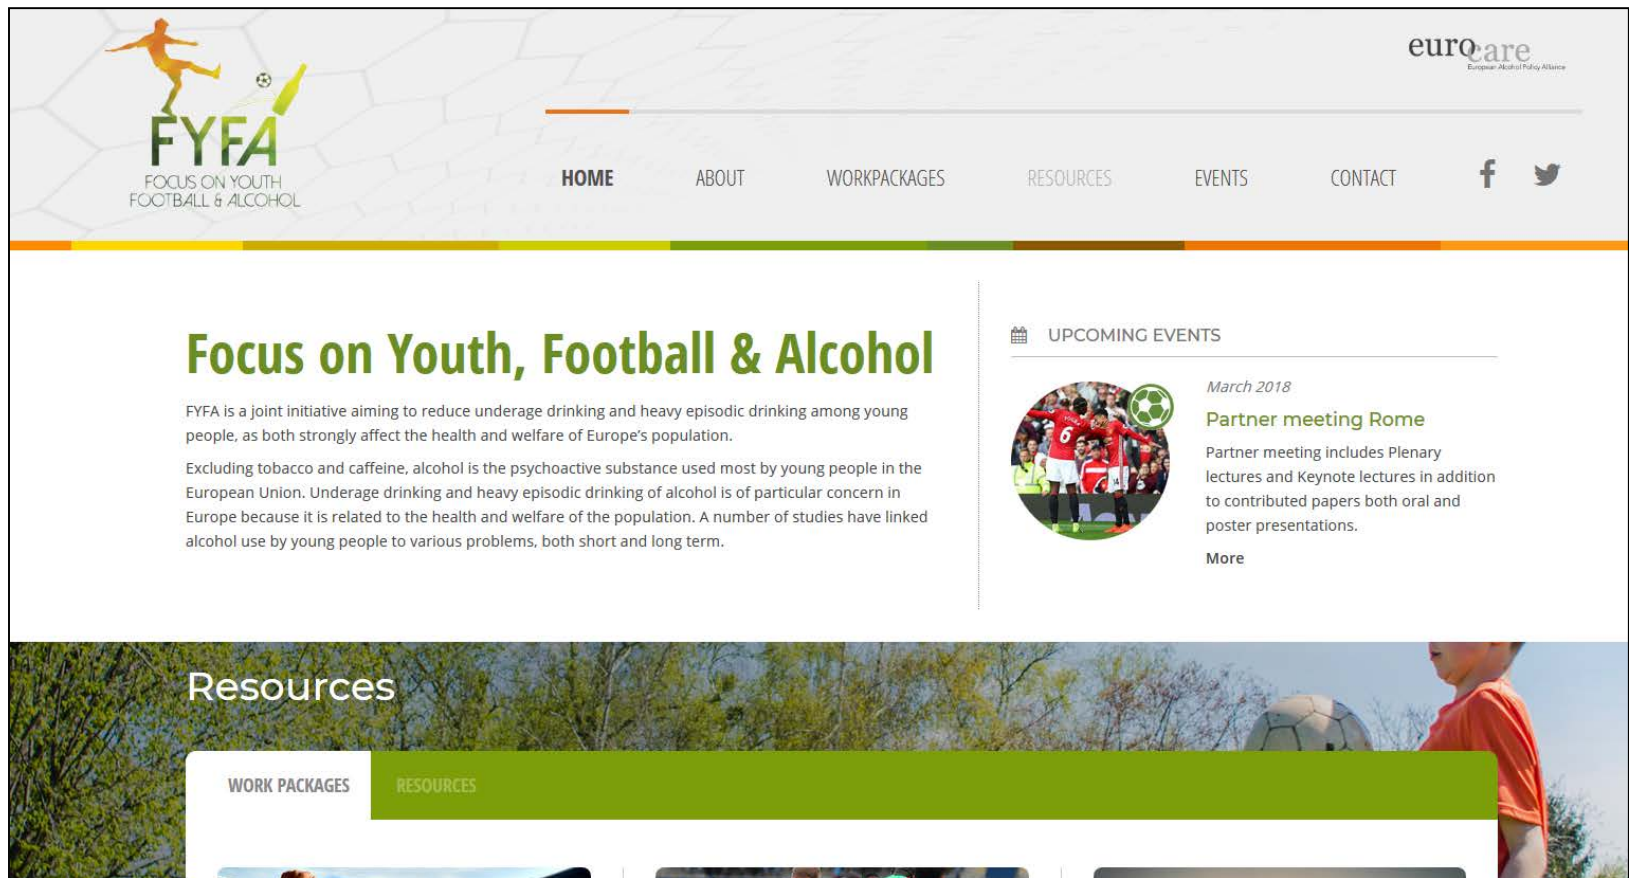 eurocare
European Alcohol Policy Alliance
FYFA
FOCUS ON YOUTH
FOOTBALL & ALCOHOL
HOME ABOUT WORKPACKAGES RESOURCES EVENTS CONTACT
Focus on Youth, Football & Alcohol
FYFA is a joint initiative aiming to reduce underage drinking and heavy episodic drinking among young
people, as both strongly affect the health and welfare of Europe's population.
Excluding tobacco and caffeine, alcohol is the psychoactive substance used most by young people in the
European Union. Underage drinking and heavy episodic drinking of alcohol is of particular concern in
Europe because it is related to the health and welfare of the population. A number of studies have linked
alcohol use by young people to various problems, both short and long term.
UPCOMING EVENTS
6
March 2018
Partner meeting Rome
Partner meeting includes Plenary
lectures and Keynote lectures in addition
to contributed papers both oral and
poster presentations.
More
Resources
WORK PACKAGES RESOURCES